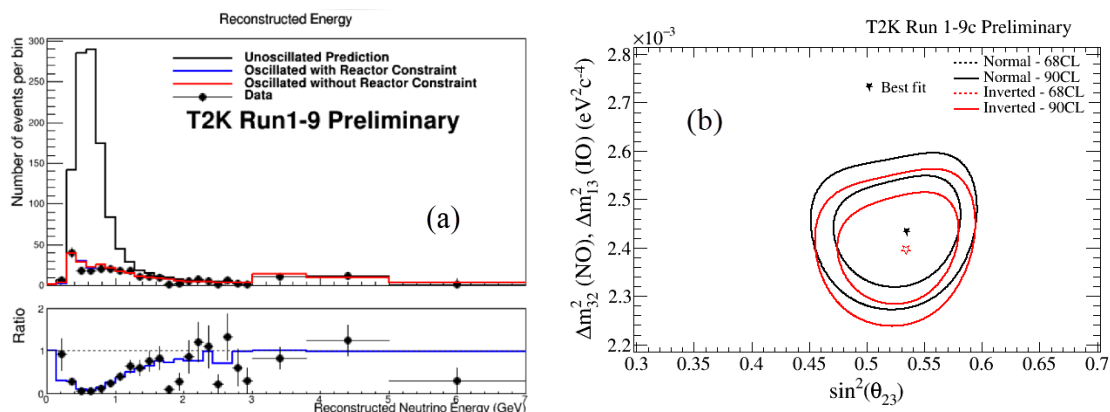 Reconstructed Energy
Number of events per bin
300
250
200
150
100
50
0
Unoscillated Prediction
Oscillated with Reactor Constraint
Oscillated without Reactor Constraint
Data
T2K Run1-9 Preliminary
(a)
Ratio
2
1
0
0 1 2 3 4 5 6 7
Reconstructed Neutrino Energy (GeV)
T2K Run 1-9c Preliminary
×10⁻³
Δm²₃₂ (NO), Δm²₁₃ (IO) (eV²c⁻⁴)
2.8
2.7
2.6
2.5
2.4
2.3
2.2
Normal - 68CL
Normal - 90CL
Inverted - 68CL
Inverted - 90CL
Best fit
(b)
0.3 0.35 0.4 0.45 0.5 0.55 0.6 0.65 0.7
sin²(θ₂₃)